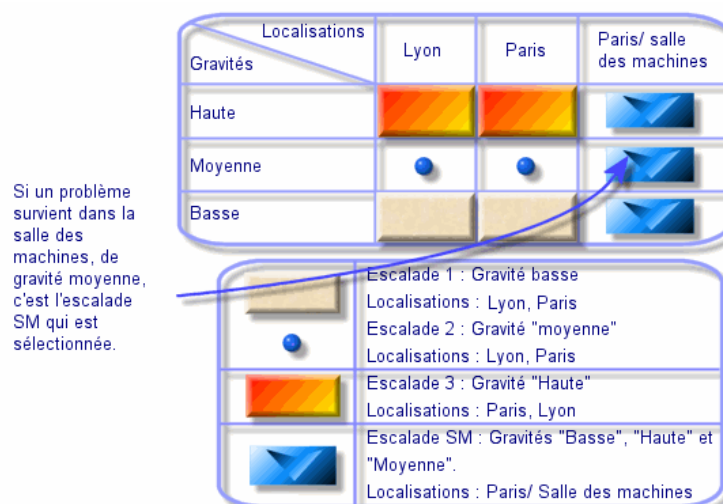 Localisations
Gravités
Lyon
Paris
Paris/ salle
des machines
Haute
Moyenne
Basse
Si un problème
survient dans la
salle des
machines, de
gravité moyenne,
c'est l'escalade
SM qui est
sélectionnée.
Escalade 1 : Gravité basse
Localisations : Lyon, Paris
Escalade 2 : Gravité "moyenne"
Localisations : Lyon, Paris
Escalade 3 : Gravité "Haute"
Localisations : Paris, Lyon
Escalade SM : Gravités "Basse", "Haute" et
"Moyenne".
Localisations : Paris/ Salle des machines